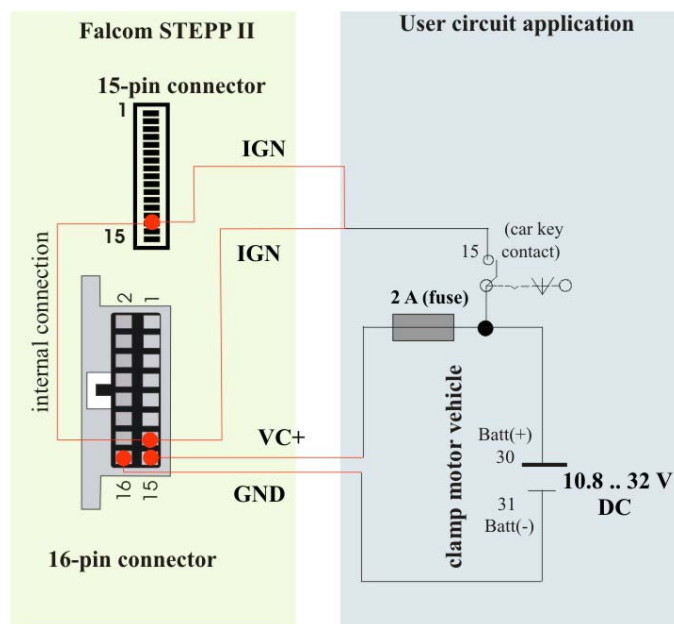 Falcom STEPP II
User circuit application
15-pin connector
1
15
IGN
IGN
internal connection
2 1
16 15
VC+
GND
16-pin connector
(car key
contact)
15
2 A (fuse)
clamp motor vehicle
Batt(+)
30
31
Batt(-)
10.8 .. 32 V
DC